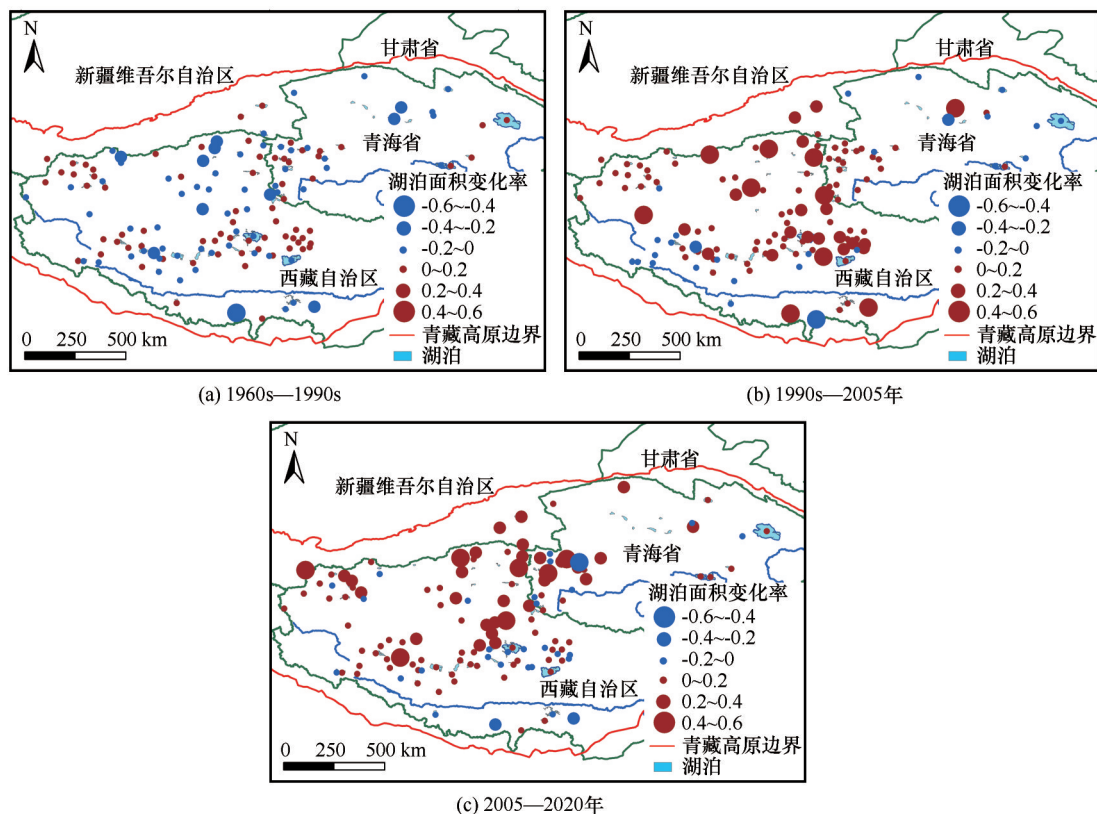 N
甘肃省
新疆维吾尔自治区
青海省
湖泊面积变化率
-0.6~-0.4
-0.4~-0.2
-0.2~0
0~0.2
0.2~0.4
0.4~0.6
青藏高原边界
湖泊
西藏自治区
0 250 500 km
(a) 1960s—1990s
N
甘肃省
新疆维吾尔自治区
青海省
湖泊面积变化率
-0.6~-0.4
-0.4~-0.2
-0.2~0
0~0.2
0.2~0.4
0.4~0.6
青藏高原边界
湖泊
西藏自治区
0 250 500 km
(b) 1990s—2005年
N
甘肃省
新疆维吾尔自治区
青海省
湖泊面积变化率
-0.6~-0.4
-0.4~-0.2
-0.2~0
0~0.2
0.2~0.4
0.4~0.6
青藏高原边界
湖泊
西藏自治区
0 250 500 km
(c) 2005—2020年